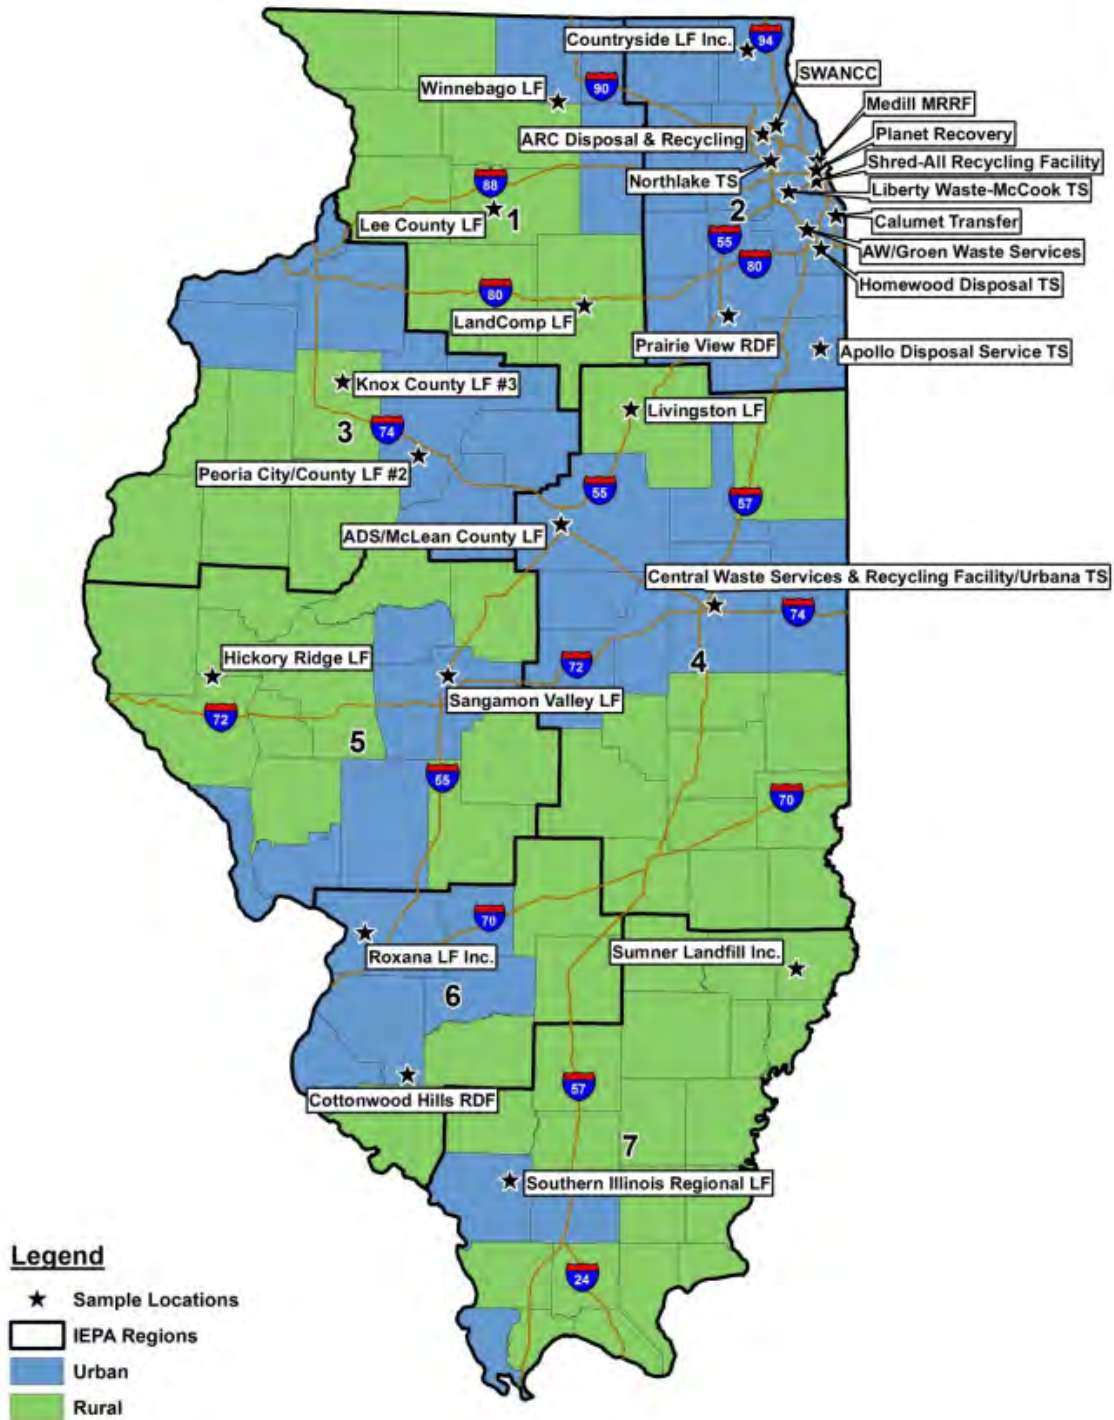 Countryside LF Inc.
94
SWANCC
Winnebago LF
90
Medill MRRF
ARC Disposal & Recycling
Planet Recovery
Shred-All Recycling Facility
Northlake TS
88
Liberty Waste-McCook TS
Lee County LF
1
2
Calumet Transfer
55
AW/Groen Waste Services
80
Homewood Disposal TS
80
LandComp LF
Prairie View RDF
Apollo Disposal Service TS
Knox County LF #3
Livingston LF
3
74
Peoria City/County LF #2
55
57
ADS/McLean County LF
Central Waste Services & Recycling Facility/Urbana TS
74
Hickory Ridge LF
72
4
Sangamon Valley LF
72
5
55
70
70
Roxana LF Inc.
Sumner Landfill Inc.
6
57
Cottonwood Hills RDF
7
Southern Illinois Regional LF
24
Legend
Sample Locations
IEPA Regions
Urban
Rural